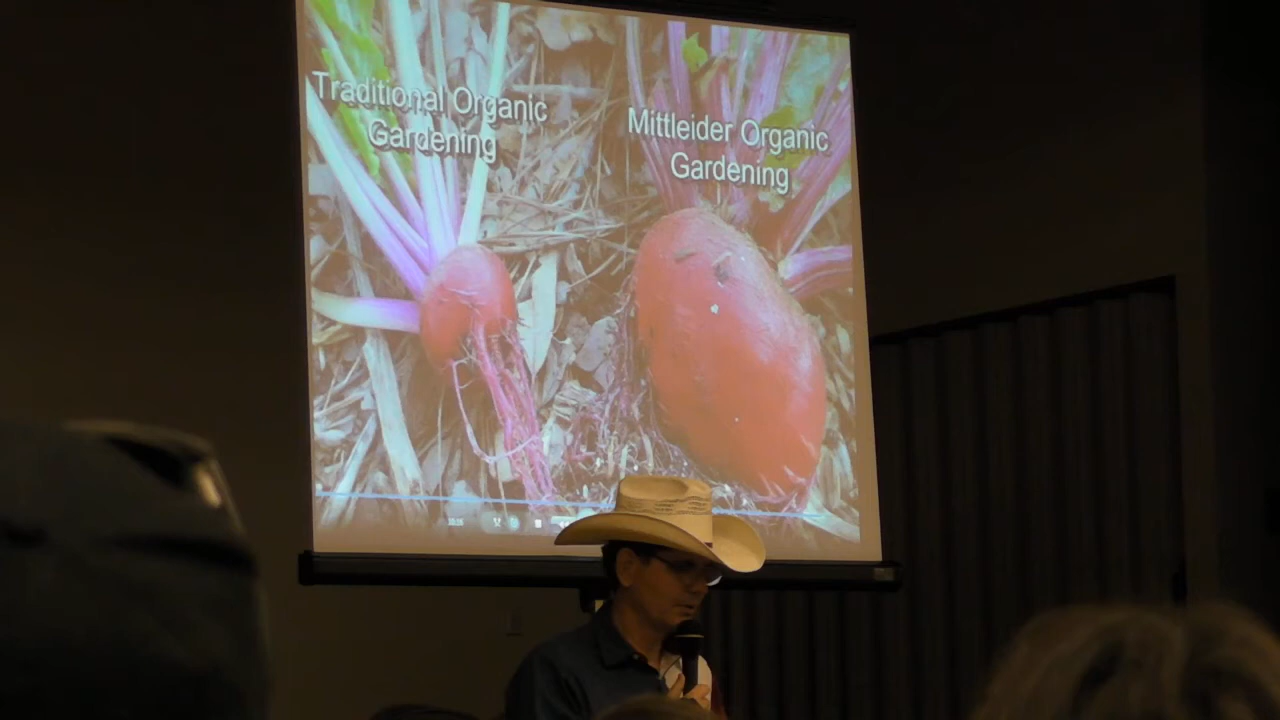 Traditional Organic
Gardening
Mittleider Organic
Gardening